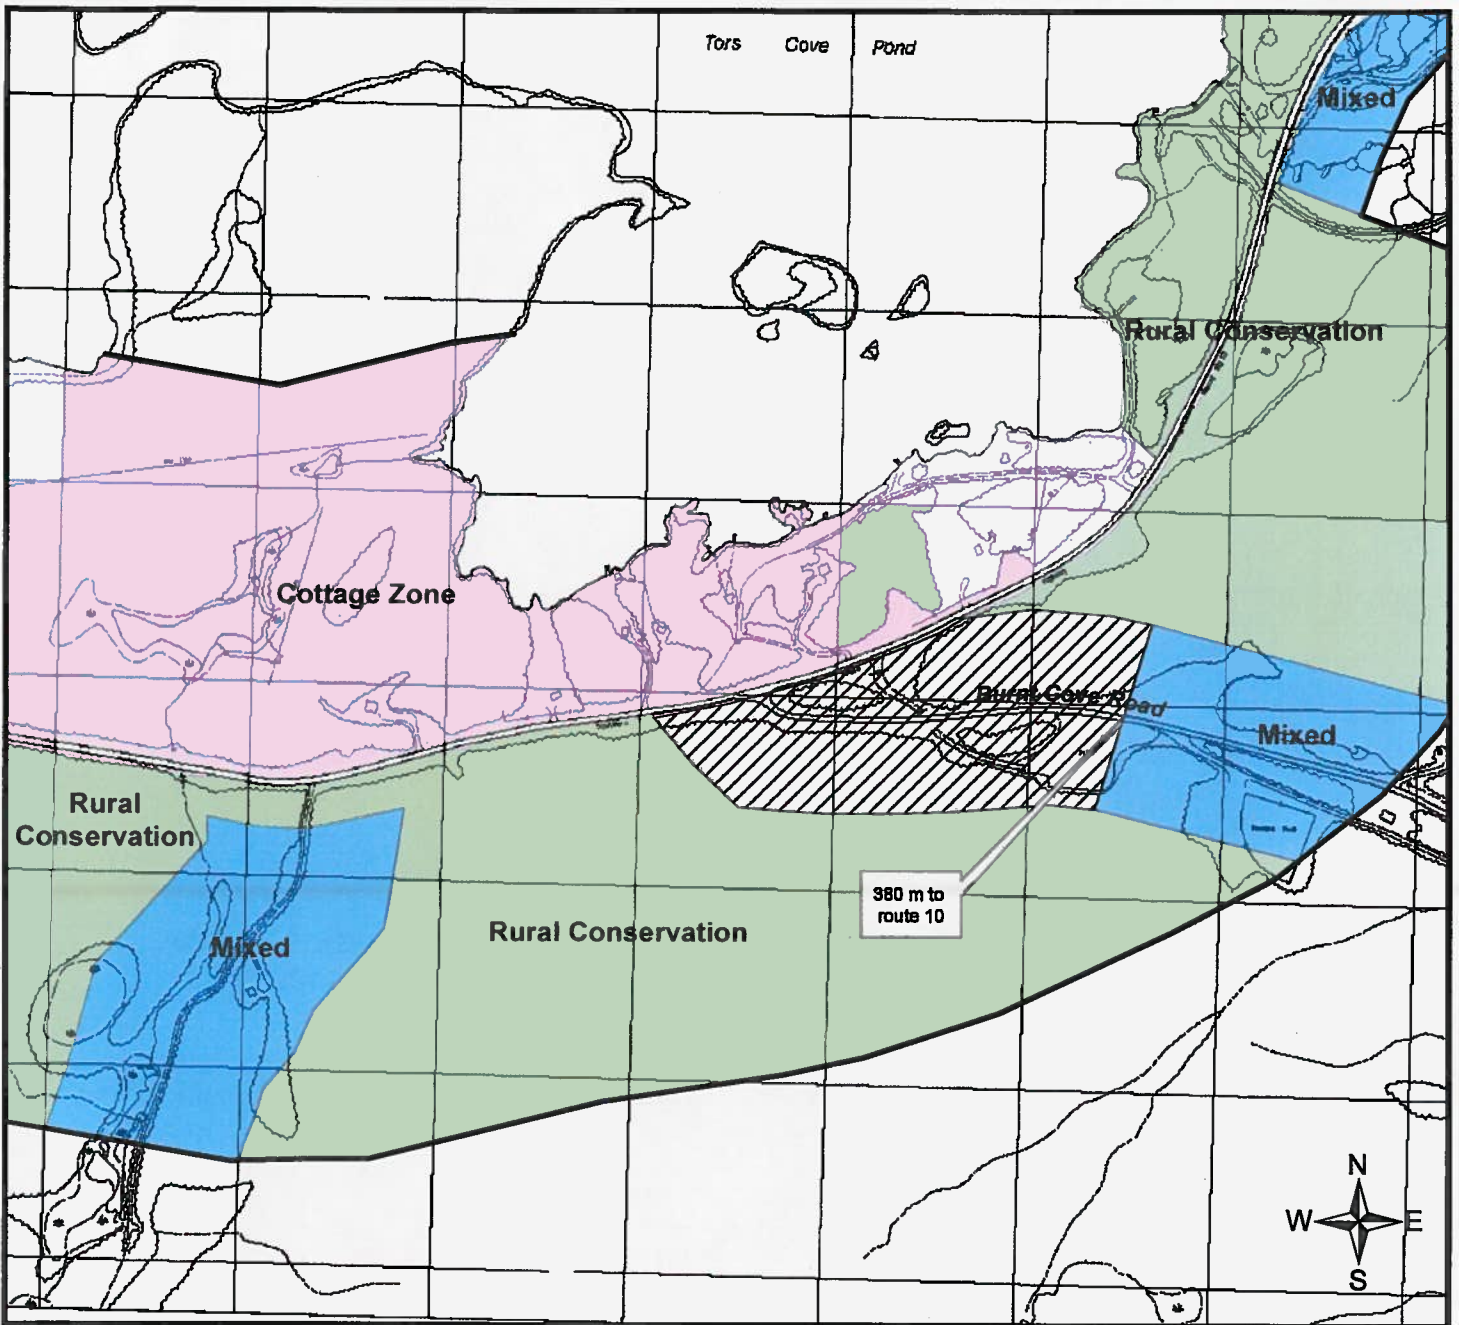 Tors Cove Pond
Mixed
Rural Conservation
Cottage Zone
Burnt Cove Road
Mixed
Rural
Conservation
380 m to
route 10
Rural Conservation
Mixed
N
W E
S